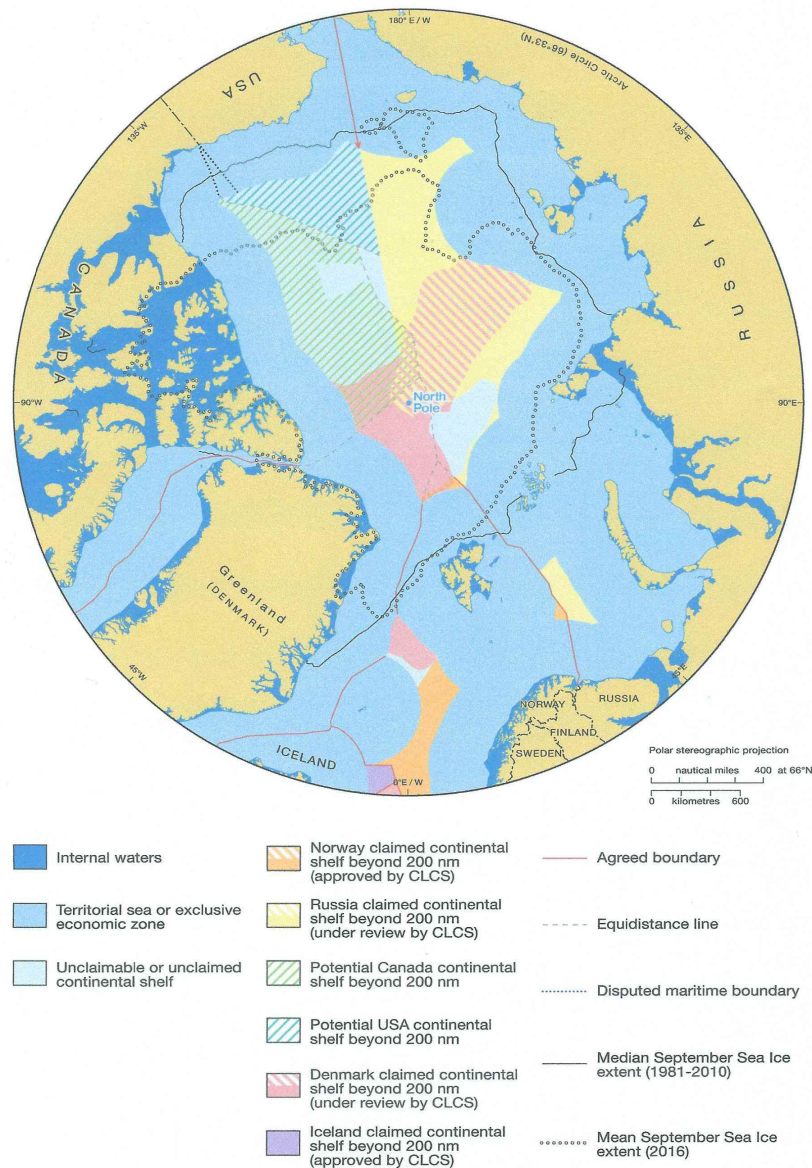 180° E / W
Arctic Circle (66°33'N)
USA
135°W
135°E
CANADA
RUSSIA
90°W
North
Pole
90°E
Greenland
(DENMARK)
45°W
45°E
NORWAY
RUSSIA
FINLAND
SWEDEN
ICELAND
0°E / W
Polar stereographic projection
0 nautical miles 400 at 66°N
0 kilometres 600
Internal waters
Territorial sea or exclusive
economic zone
Unclaimable or unclaimed
continental shelf
Norway claimed continental
shelf beyond 200 nm
(approved by CLCS)
Russia claimed continental
shelf beyond 200 nm
(under review by CLCS)
Potential Canada continental
shelf beyond 200 nm
Potential USA continental
shelf beyond 200 nm
Denmark claimed continental
shelf beyond 200 nm
(under review by CLCS)
Iceland claimed continental
shelf beyond 200 nm
(approved by CLCS)
Agreed boundary
Equidistance line
Disputed maritime boundary
Median September Sea Ice
extent (1981-2010)
Mean September Sea Ice
extent (2016)